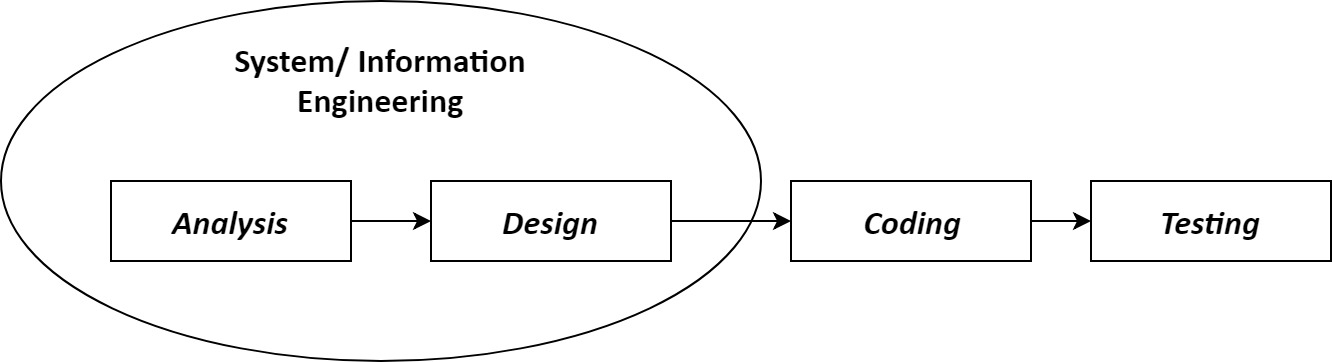 System/ Information
Engineering
Analysis
Design
Coding
Testing